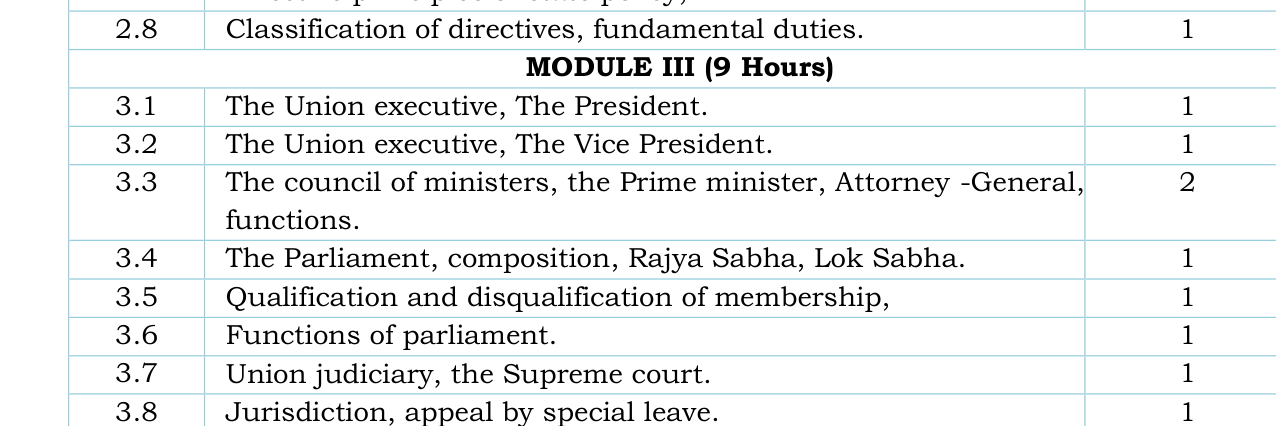 2.8 Classification of directives, fundamental duties. 1
MODULE III (9 Hours)
3.1 The Union executive, The President. 1
3.2 The Union executive, The Vice President. 1
3.3 The council of ministers, the Prime minister, Attorney -General, 2
functions.
3.4 The Parliament, composition, Rajya Sabha, Lok Sabha. 1
3.5 Qualification and disqualification of membership, 1
3.6 Functions of parliament. 1
3.7 Union judiciary, the Supreme court. 1
3.8 Jurisdiction, appeal by special leave. 1